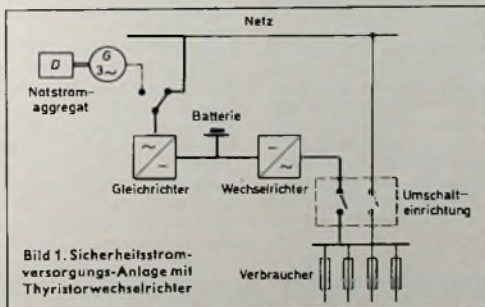 Netz
D
G
3~
Notstrom-
aggregat
Batterie
~
–
–
~
Gleichrichter
Wechselrichter
Umschalt-
einrichtung
Bild 1. Sicherheitsstrom-
versorgungs-Anlage mit
Thyristorwechselrichter
Verbraucher